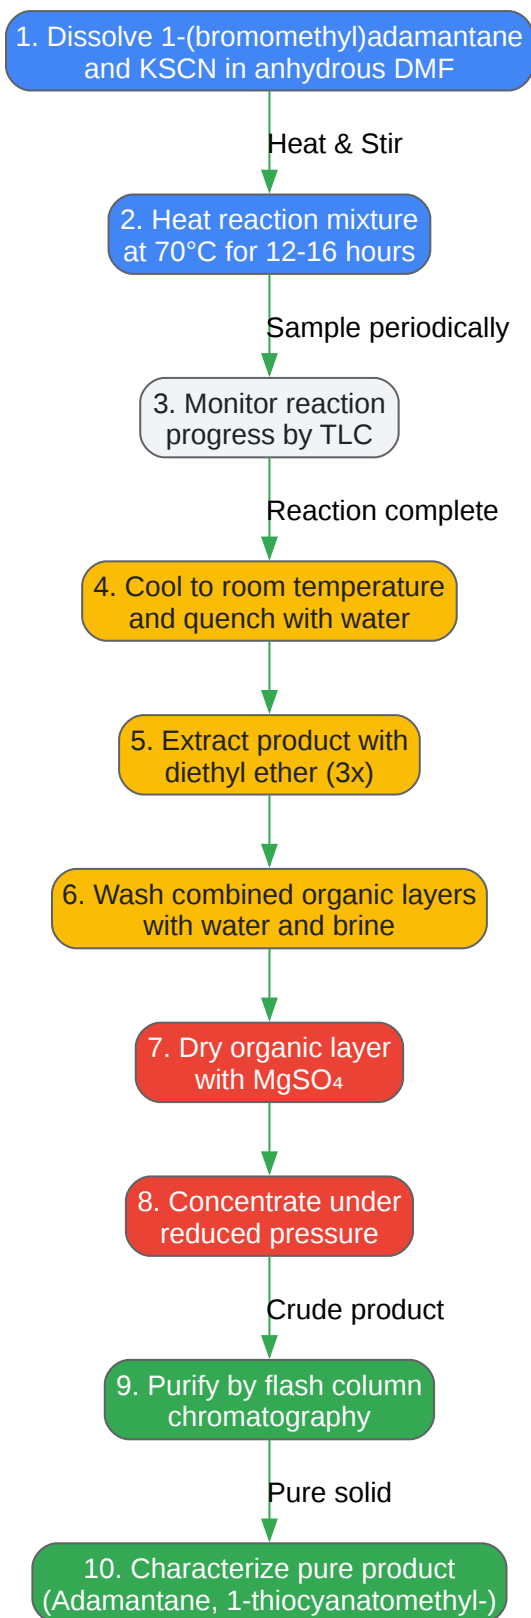 1. Dissolve 1-(bromomethyl)adamantane
and KSCN in anhydrous DMF
Heat & Stir
2. Heat reaction mixture
at 70°C for 12-16 hours
Sample periodically
3. Monitor reaction
progress by TLC
Reaction complete
4. Cool to room temperature
and quench with water
5. Extract product with
diethyl ether (3x)
6. Wash combined organic layers
with water and brine
7. Dry organic layer
with MgSO₄
8. Concentrate under
reduced pressure
Crude product
9. Purify by flash column
chromatography
Pure solid
10. Characterize pure product
(Adamantane, 1-thiocyanatomethyl-)